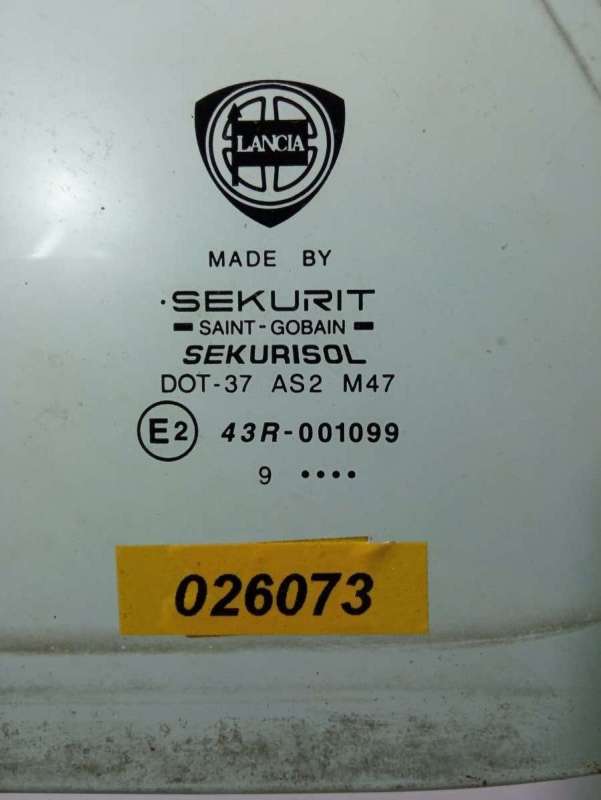 LANCIA
MADE BY
·SEKURIT
SAINT-GOBAIN
SEKURISOL
DOT-37 AS2 M47
E2 43R-001099
9 ••••
026073